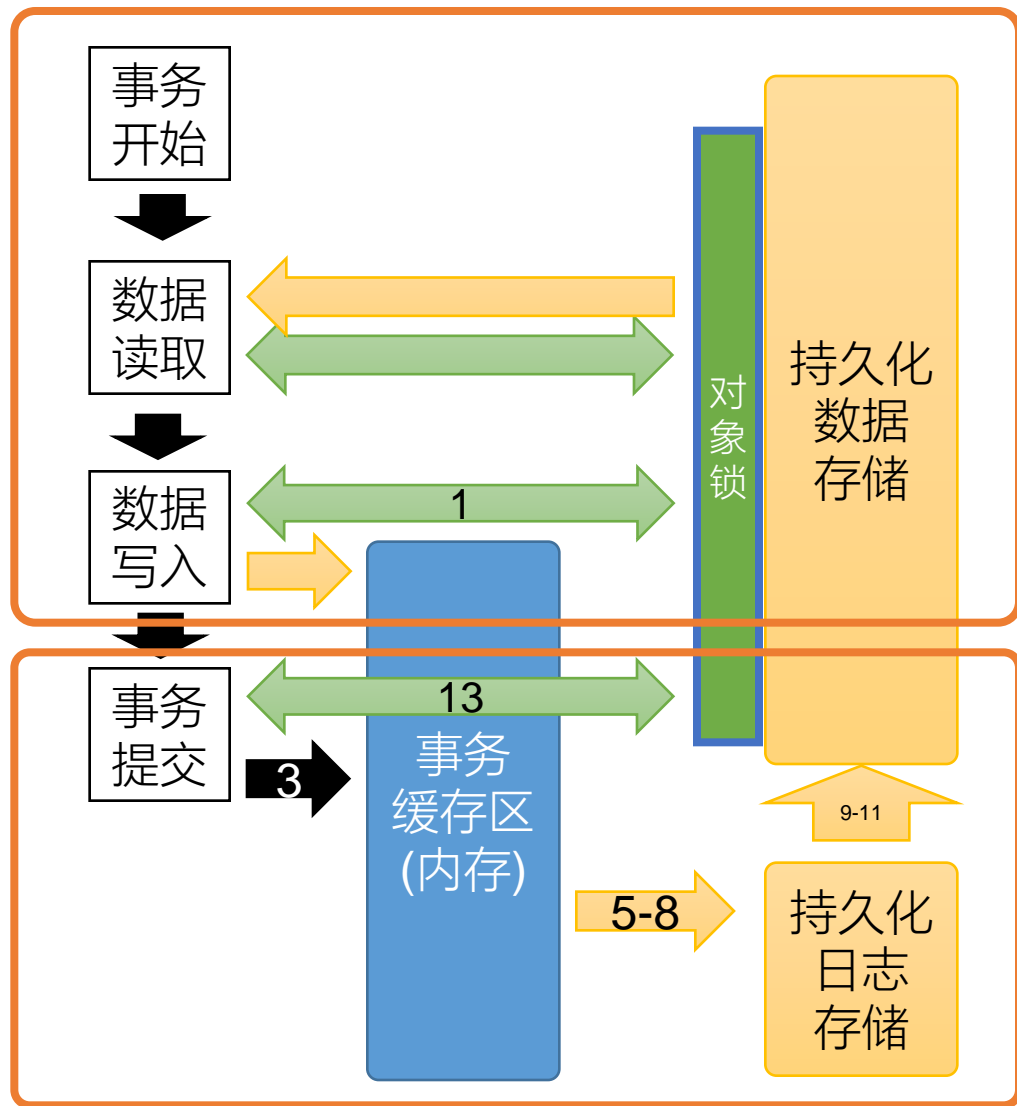 事务
开始
数据
读取
对
象
锁
持久化
数据
存储
数据
写入
1
事务
提交
13
3
事务
缓存区
(内存)
9-11
5-8
持久化
日志
存储